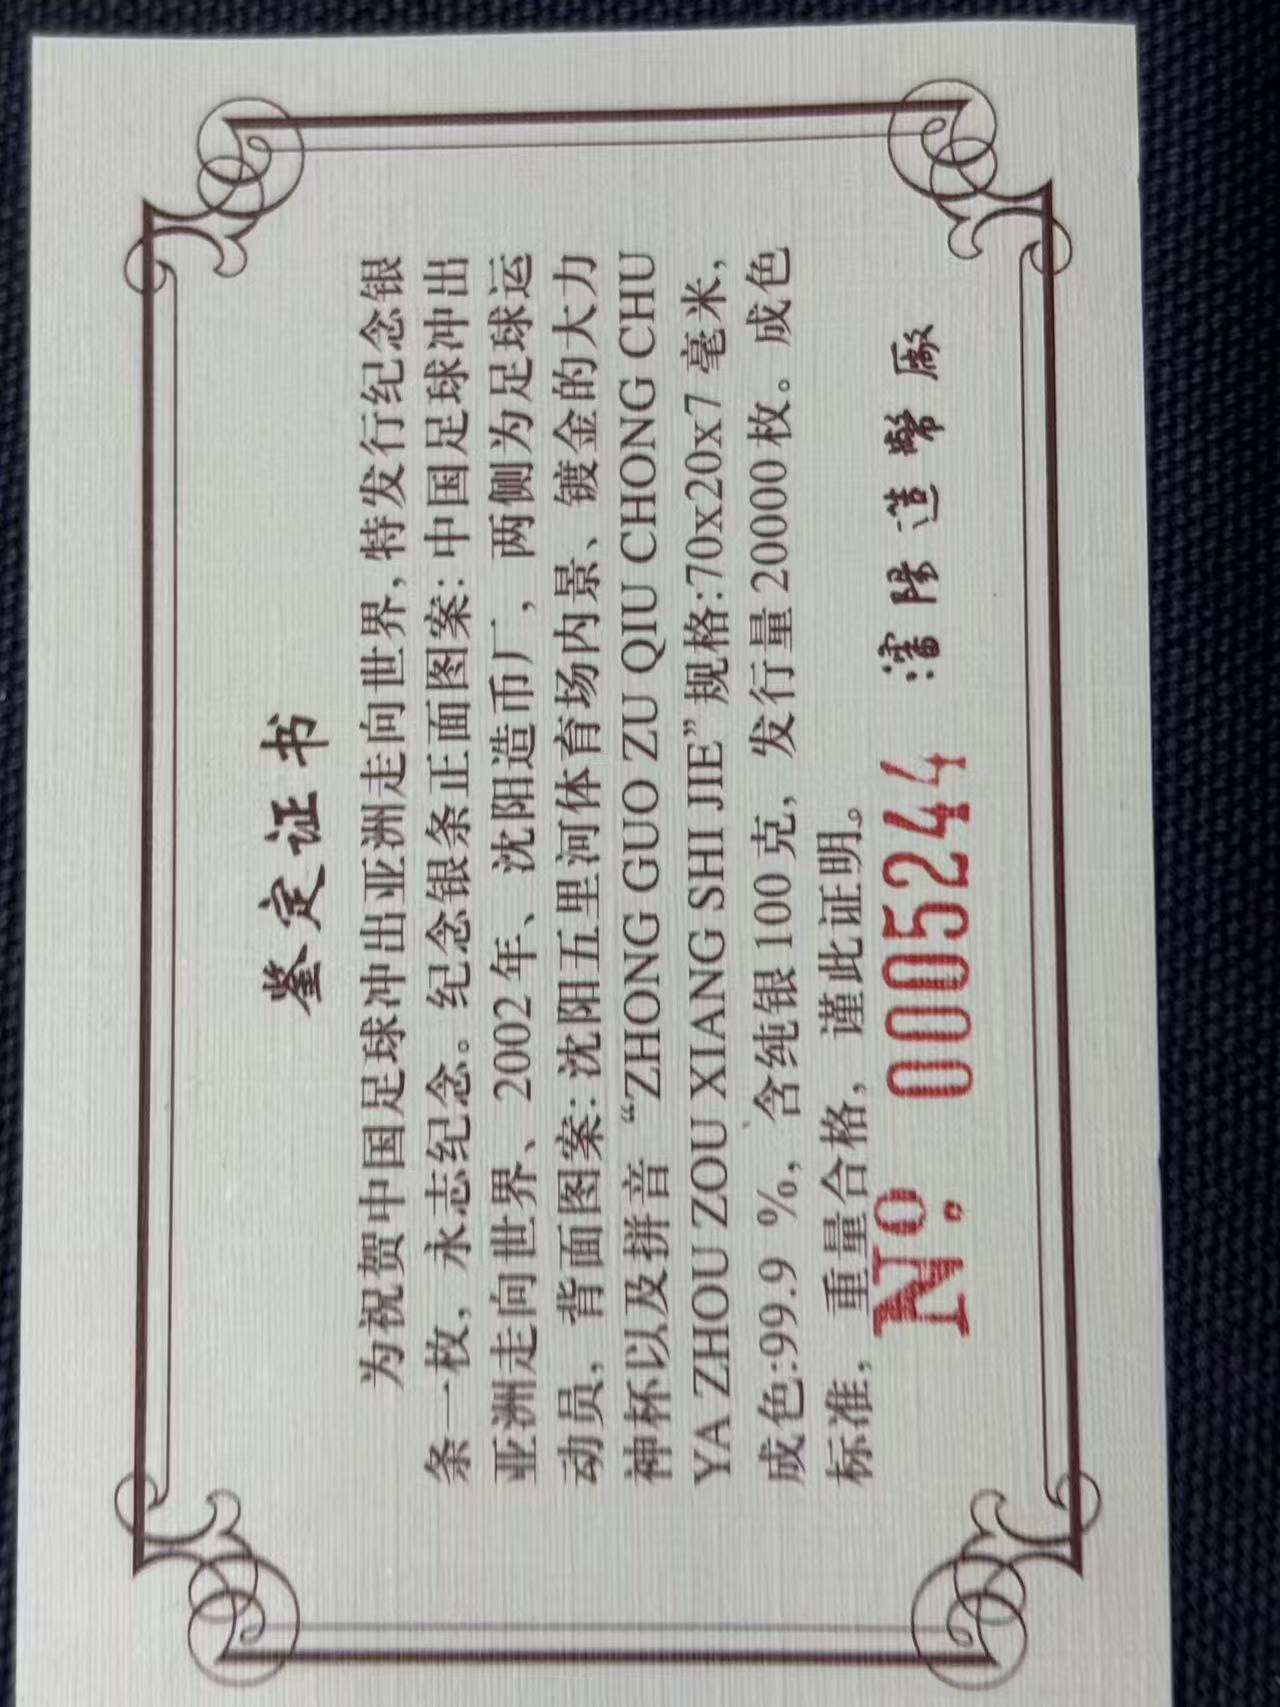 鉴定证书
为祝贺中国足球冲出亚洲走向世界,特发行纪念银
条一枚，永志纪念。纪念银条正面图案：中国足球冲出
亚洲走向世界、2002年、沈阳造币厂，两侧为足球运
动员，背面图案：沈阳五里河体育场内景、镀金的大力
神杯以及拼音“ZHONG GUO ZU QIU CHONG CHU
YA ZHOU ZOU XIANG SHI JIE”规格:70x20x7毫米，
成色:99.9 %，含纯银100克，发行量20000枚。成色
标准，重量合格，谨此证明。
No. 0005244 瀋陽造幣廠